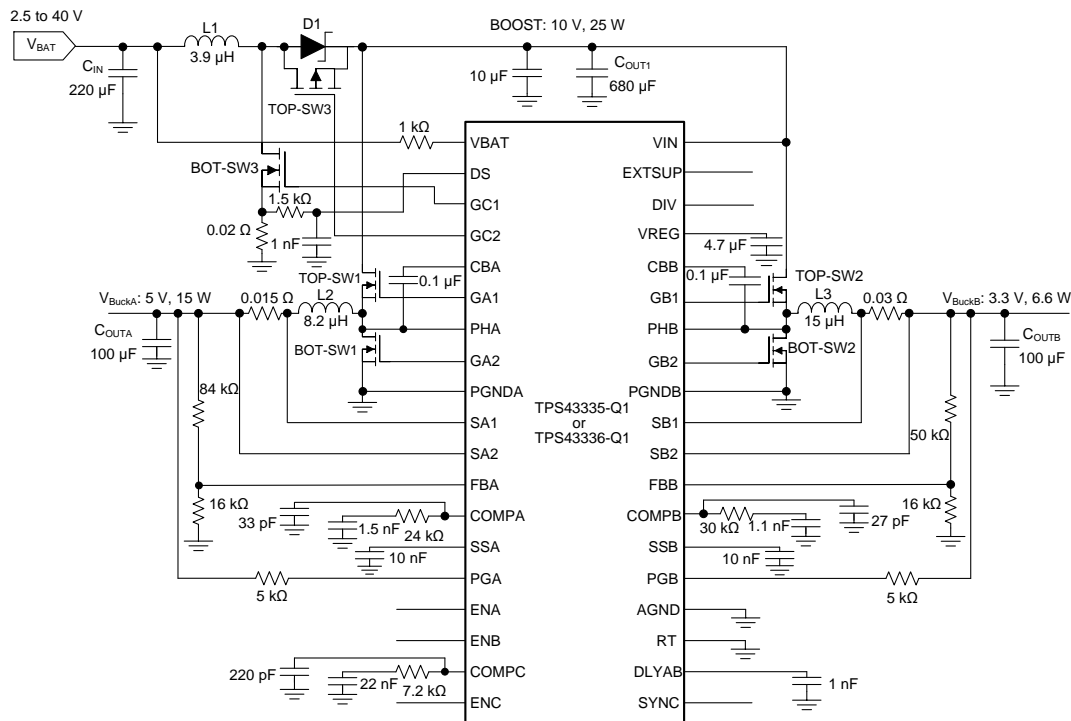 2.5 to 40 V
VBAT
CIN
220 µF
L1
3.9 µH
D1
TOP-SW3
BOOST: 10 V, 25 W
10 µF
COUT1
680 µF
1 kΩ
BOT-SW3
1.5 kΩ
0.02 Ω
1 nF
TOP-SW1
0.1 µF
VBuckA: 5 V, 15 W
0.015 Ω
L2
8.2 µH
COUTA
100 µF
BOT-SW1
84 kΩ
16 kΩ
33 pF
1.5 nF
24 kΩ
10 nF
5 kΩ
220 pF
22 nF
7.2 kΩ
VBAT
DS
GC1
GC2
CBA
GA1
PHA
GA2
PGNDA
SA1
SA2
FBA
COMPA
SSA
PGA
ENA
ENB
COMPC
ENC
TPS43335-Q1
or
TPS43336-Q1
VIN
EXTSUP
DIV
VREG
CBB
GB1
PHB
GB2
PGNDB
SB1
SB2
FBB
COMPB
SSB
PGB
AGND
RT
DLYAB
SYNC
4.7 µF
0.1 µF
TOP-SW2
L3
15 µH
0.03 Ω
VBuckB: 3.3 V, 6.6 W
BOT-SW2
COUTB
100 µF
50 kΩ
16 kΩ
30 kΩ
1.1 nF
27 pF
10 nF
5 kΩ
1 nF